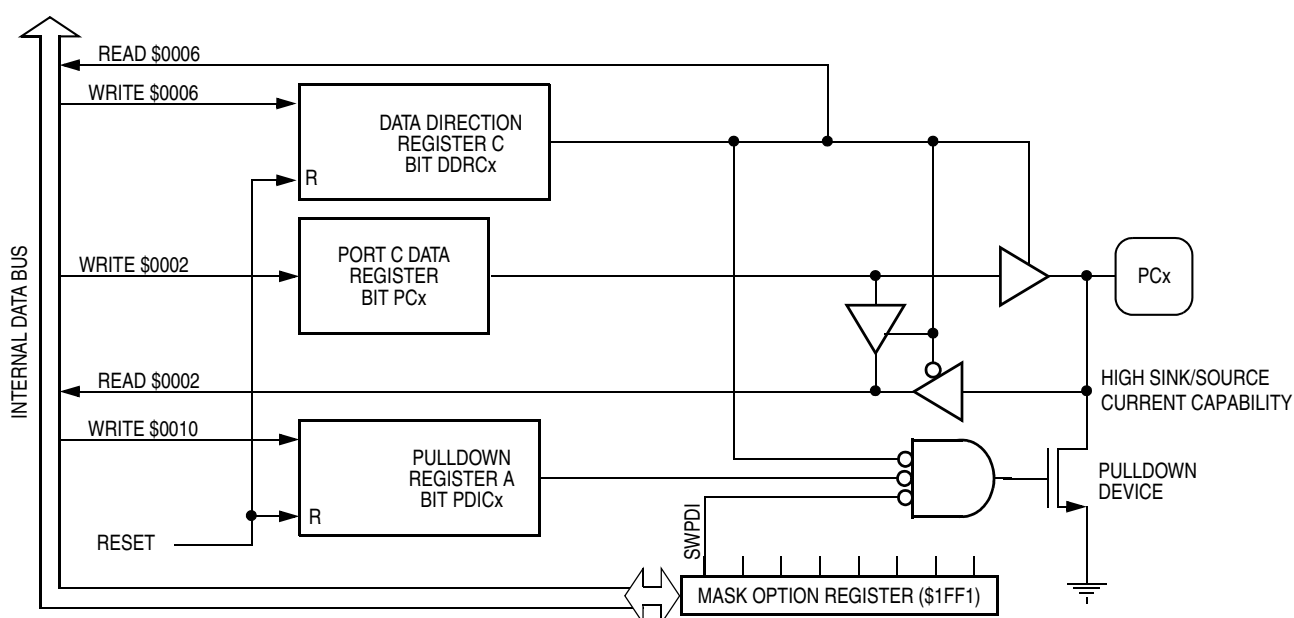 READ $0006
WRITE $0006
DATA DIRECTION
REGISTER C
BIT DDRCx
R
INTERNAL DATA BUS
WRITE $0002
PORT C DATA
REGISTER
BIT PCx
PCx
READ $0002
HIGH SINK/SOURCE
CURRENT CAPABILITY
WRITE $0010
PULLDOWN
REGISTER A
BIT PDICx
R
PULLDOWN
DEVICE
RESET
SWPDI
MASK OPTION REGISTER ($1FF1)